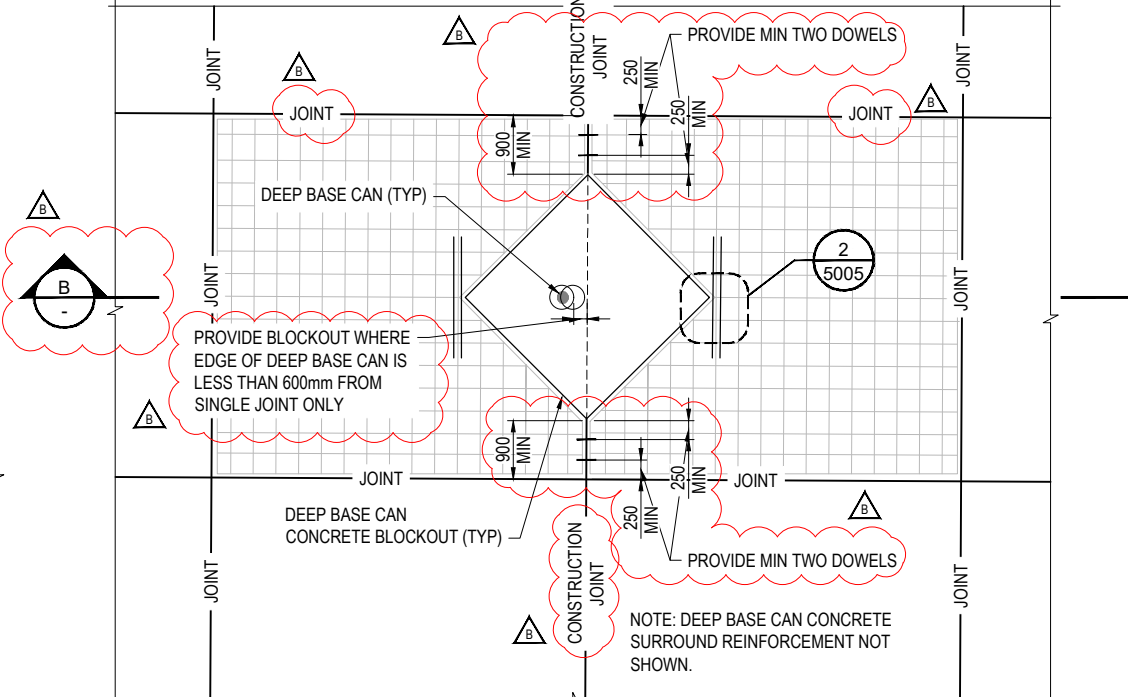 B
CONSTRUCTION
JOINT
PROVIDE MIN TWO DOWELS
JOINT
JOINT
B
250
MIN
250
MIN
B
JOINT
JOINT
900
MIN
DEEP BASE CAN (TYP)
B
2
5005
B
-
JOINT
JOINT
PROVIDE BLOCKOUT WHERE
EDGE OF DEEP BASE CAN IS
LESS THAN 600mm FROM
SINGLE JOINT ONLY
B
900
MIN
JOINT
250
MIN
JOINT
DEEP BASE CAN
CONCRETE BLOCKOUT (TYP)
250
MIN
B
PROVIDE MIN TWO DOWELS
JOINT
CONSTRUCTION
JOINT
JOINT
B
NOTE: DEEP BASE CAN CONCRETE
SURROUND REINFORCEMENT NOT
SHOWN.